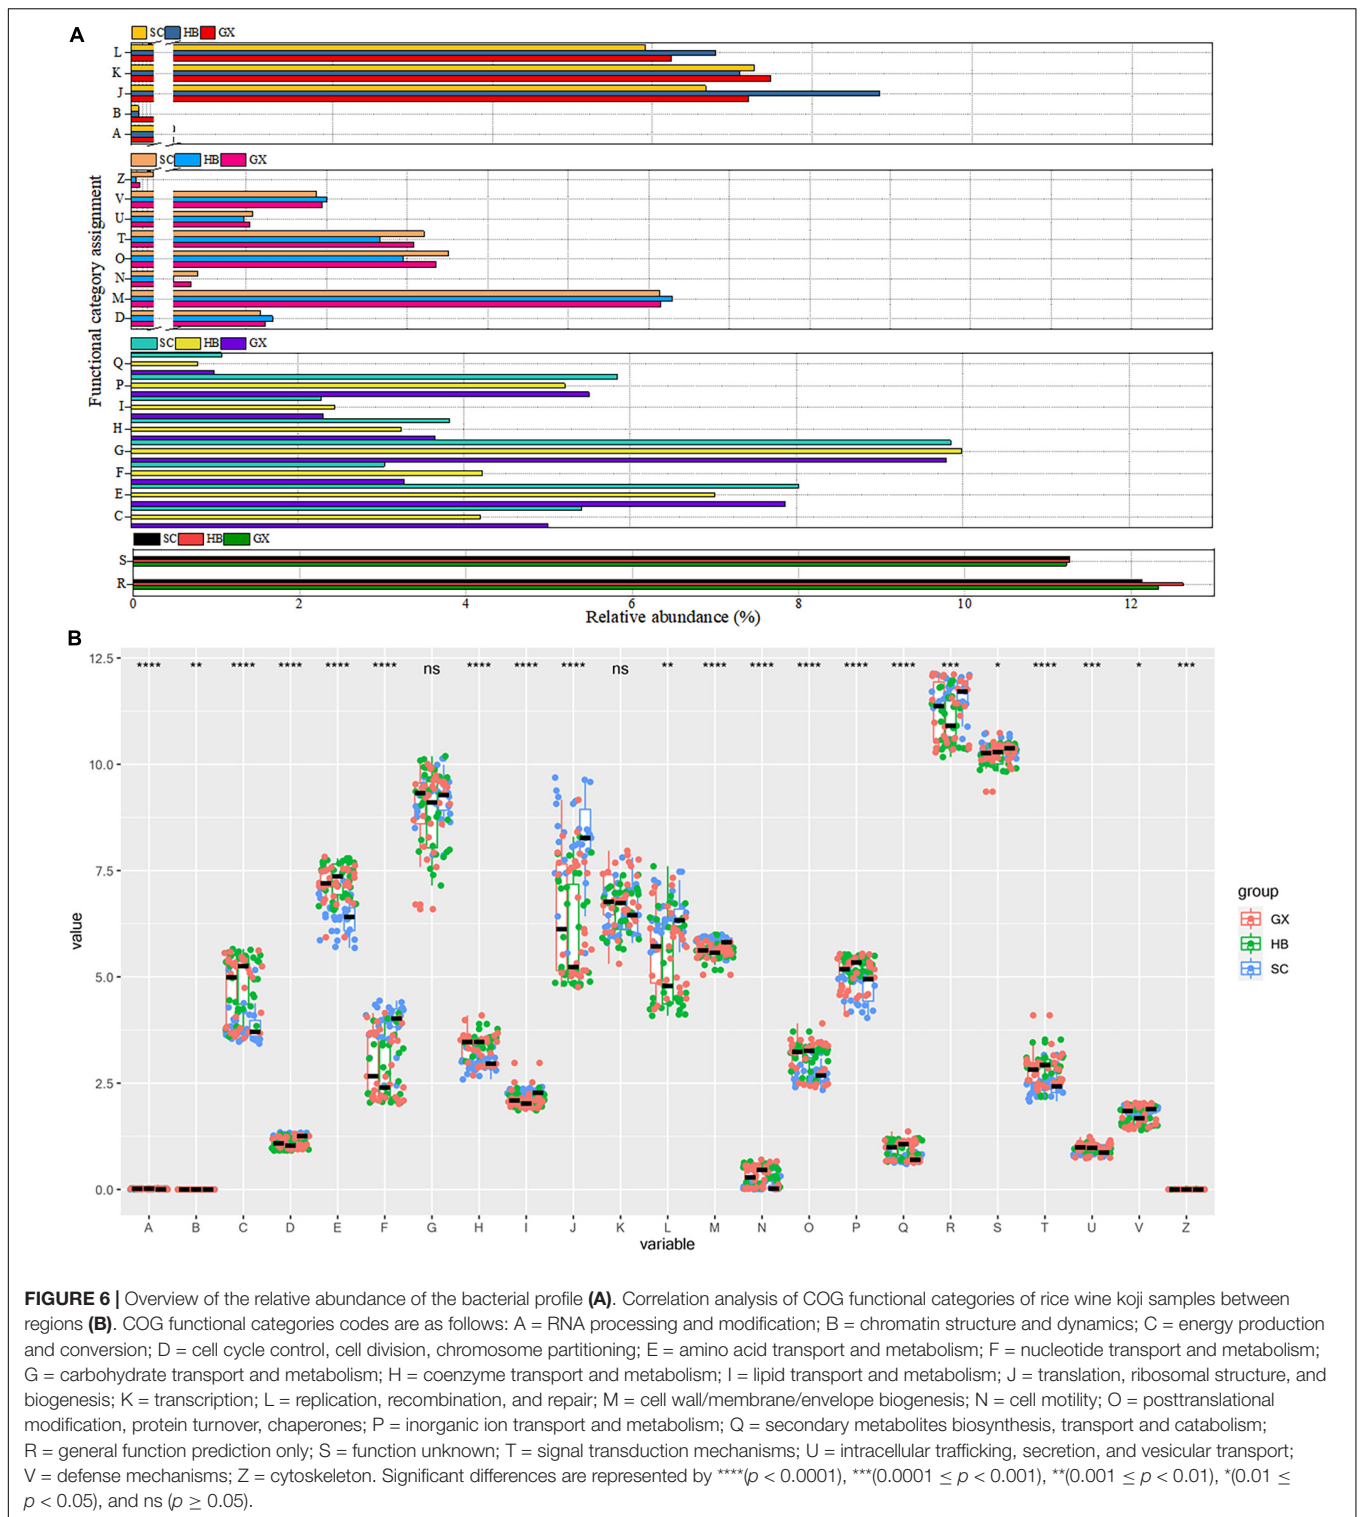 A
SC HB GX
L
K
J
B
A
SC HB GX
Z
V
U
T
O
N
M
D
Functional category assignment
SC HB GX
Q
P
I
H
G
F
E
C
SC HB GX
S
R
0 2 4 6 8 10 12
Relative abundance (%)
B
12.5
10.0
7.5
5.0
2.5
0.0
value
**** ** **** **** **** **** ns **** **** **** ns ** **** **** **** **** **** *** * **** *** * ***
A B C D E F G H I J K L M N O P Q R S T U V Z
variable
group
GX
HB
SC
FIGURE 6 | Overview of the relative abundance of the bacterial profile (A). Correlation analysis of COG functional categories of rice wine koji samples between
regions (B). COG functional categories codes are as follows: A = RNA processing and modification; B = chromatin structure and dynamics; C = energy production
and conversion; D = cell cycle control, cell division, chromosome partitioning; E = amino acid transport and metabolism; F = nucleotide transport and metabolism;
G = carbohydrate transport and metabolism; H = coenzyme transport and metabolism; I = lipid transport and metabolism; J = translation, ribosomal structure, and
biogenesis; K = transcription; L = replication, recombination, and repair; M = cell wall/membrane/envelope biogenesis; N = cell motility; O = posttranslational
modification, protein turnover, chaperones; P = inorganic ion transport and metabolism; Q = secondary metabolites biosynthesis, transport and catabolism;
R = general function prediction only; S = function unknown; T = signal transduction mechanisms; U = intracellular trafficking, secretion, and vesicular transport;
V = defense mechanisms; Z = cytoskeleton. Significant differences are represented by ****(p < 0.0001), ***(0.0001 ≤ p < 0.001), **(0.001 ≤ p < 0.01), *(0.01 ≤
p < 0.05), and ns (p ≥ 0.05).